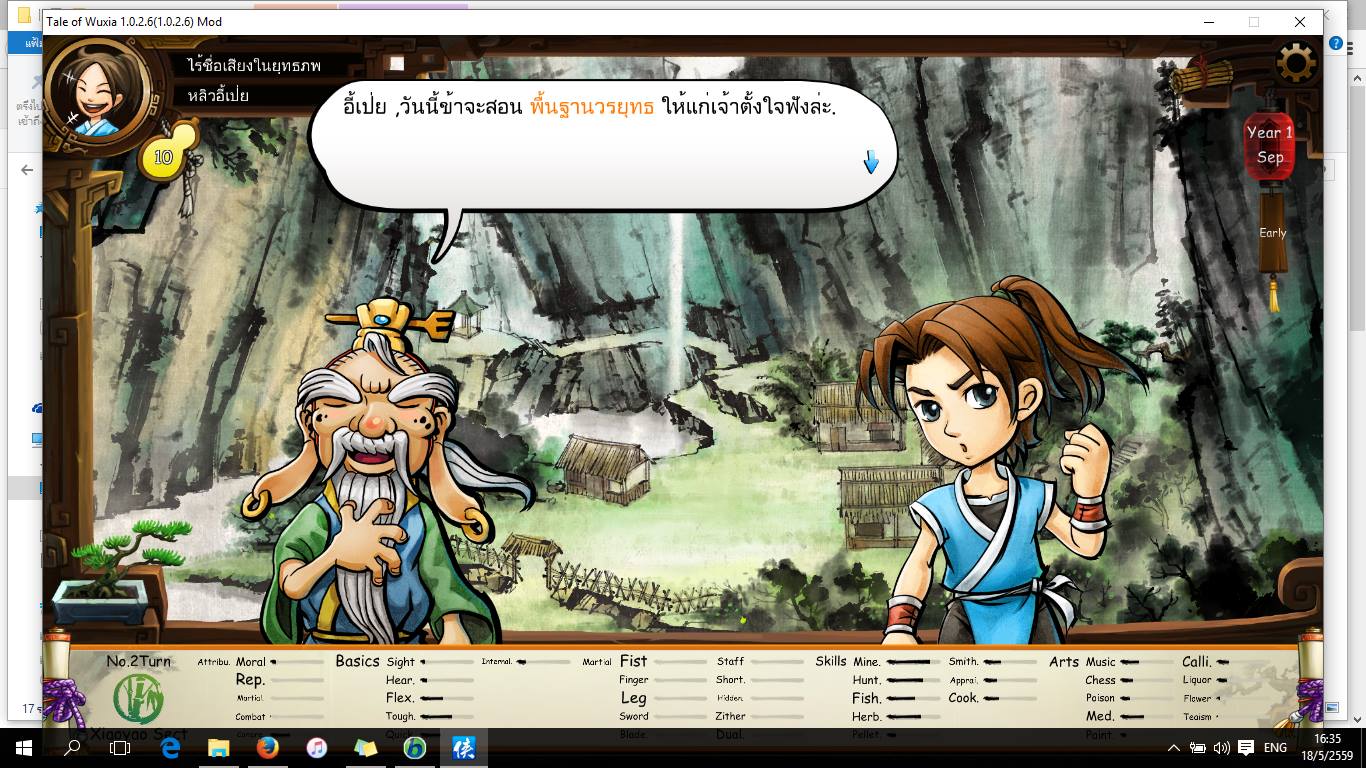 Tale of Wuxia 1.0.2.6(1.0.2.6) Mod
ไร้ชื่อเสียงในยุทธภพ
หลิวอี้เปย
10
อี้เปย ,วันนี้ข้าจะสอน พื้นฐานวรยุทธ ให้แก่เจ้าตั้งใจฟังล่ะ.
Year 1
Sep
Early
No.2Turn
Xiaoyao Sect
Attribu. Moral
Rep.
Martial.
Combat
Basics Sight
Hear.
Flex.
Tough.
Quick
Internal.
Martial Fist
Finger
Leg
Sword
Blade.
Staff
Short.
Hidden.
Zither
Dual.
Skills Mine.
Hunt.
Fish.
Herb.
Pellet.
Smith.
Apprai.
Cook.
Arts Music
Chess
Poison
Med.
Paint.
Calli.
Liquor
Flower
Teaism
17
ENG
16:35
18/5/2559